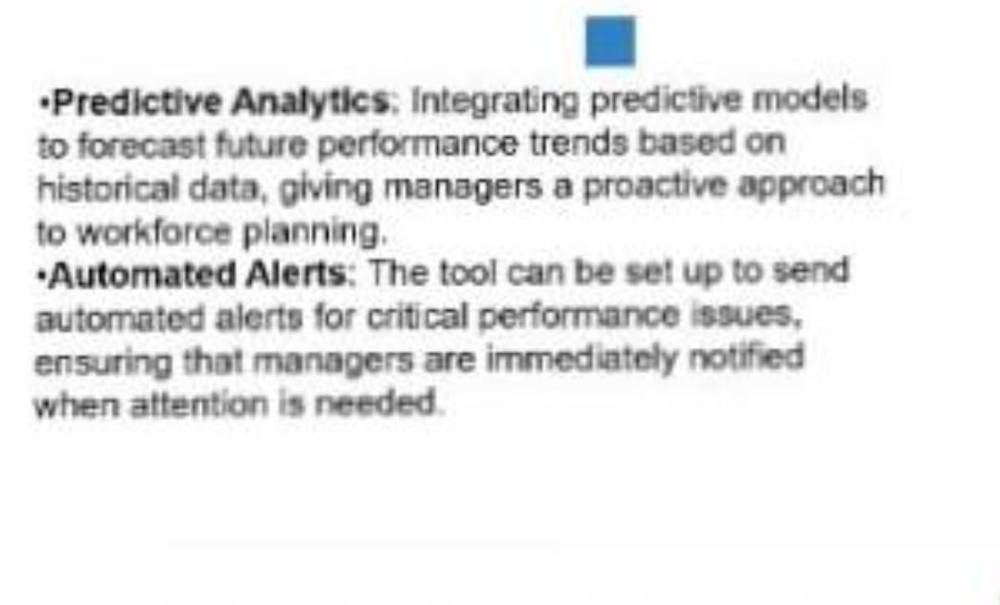 •Predictive Analytics: Integrating predictive models
to forecast future performance trends based on
historical data, giving managers a proactive approach
to workforce planning.
•Automated Alerts: The tool can be set up to send
automated alerts for critical performance issues,
ensuring that managers are immediately notified
when attention is needed.